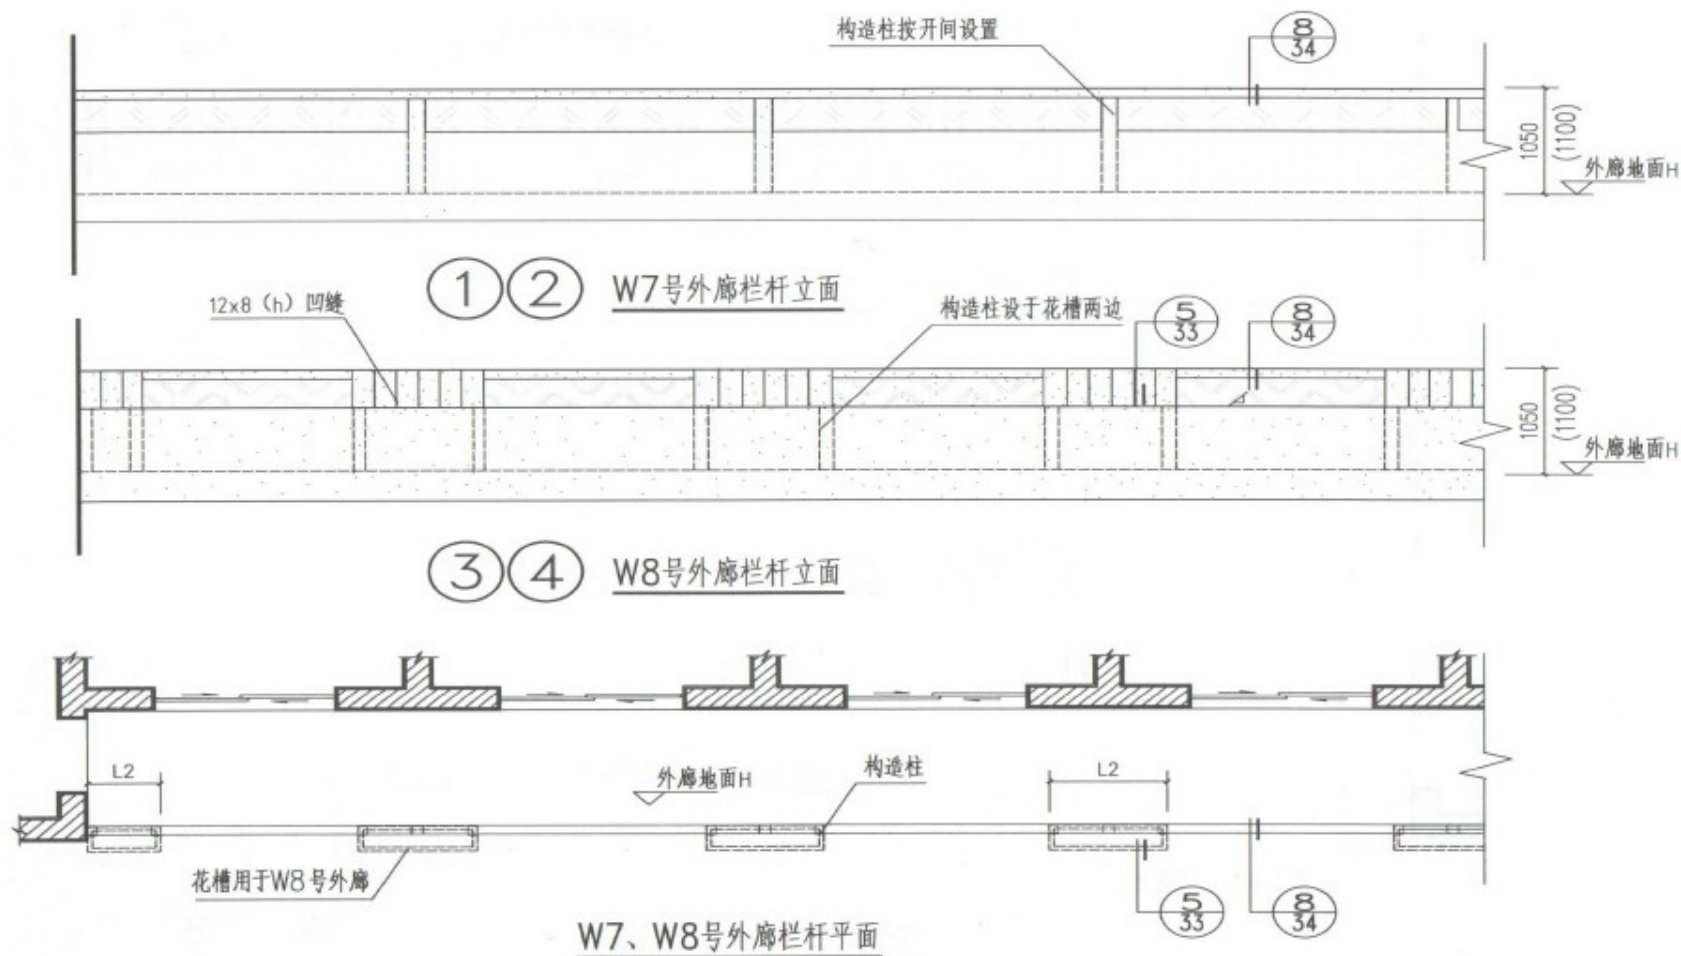 构造柱按开间设置
8
34
1050
(1100)
外廊地面H
① ② W7号外廊栏杆立面
12x8（h）凹缝
构造柱设于花槽两边
5
33
8
34
1050
(1100)
外廊地面H
③ ④ W8号外廊栏杆立面
L2
外廊地面H
构造柱
L2
花槽用于W8号外廊
5
33
8
34
W7、W8号外廊栏杆平面